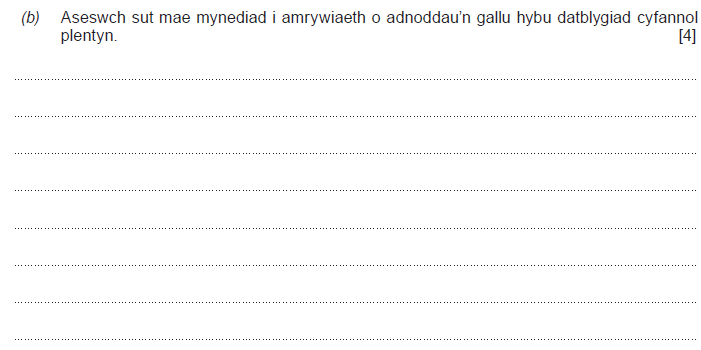 (b) Aseswch sut mae mynediad i amrywiaeth o adnoddau'n gallu hybu datblygiad cyfannol
plentyn. [4]